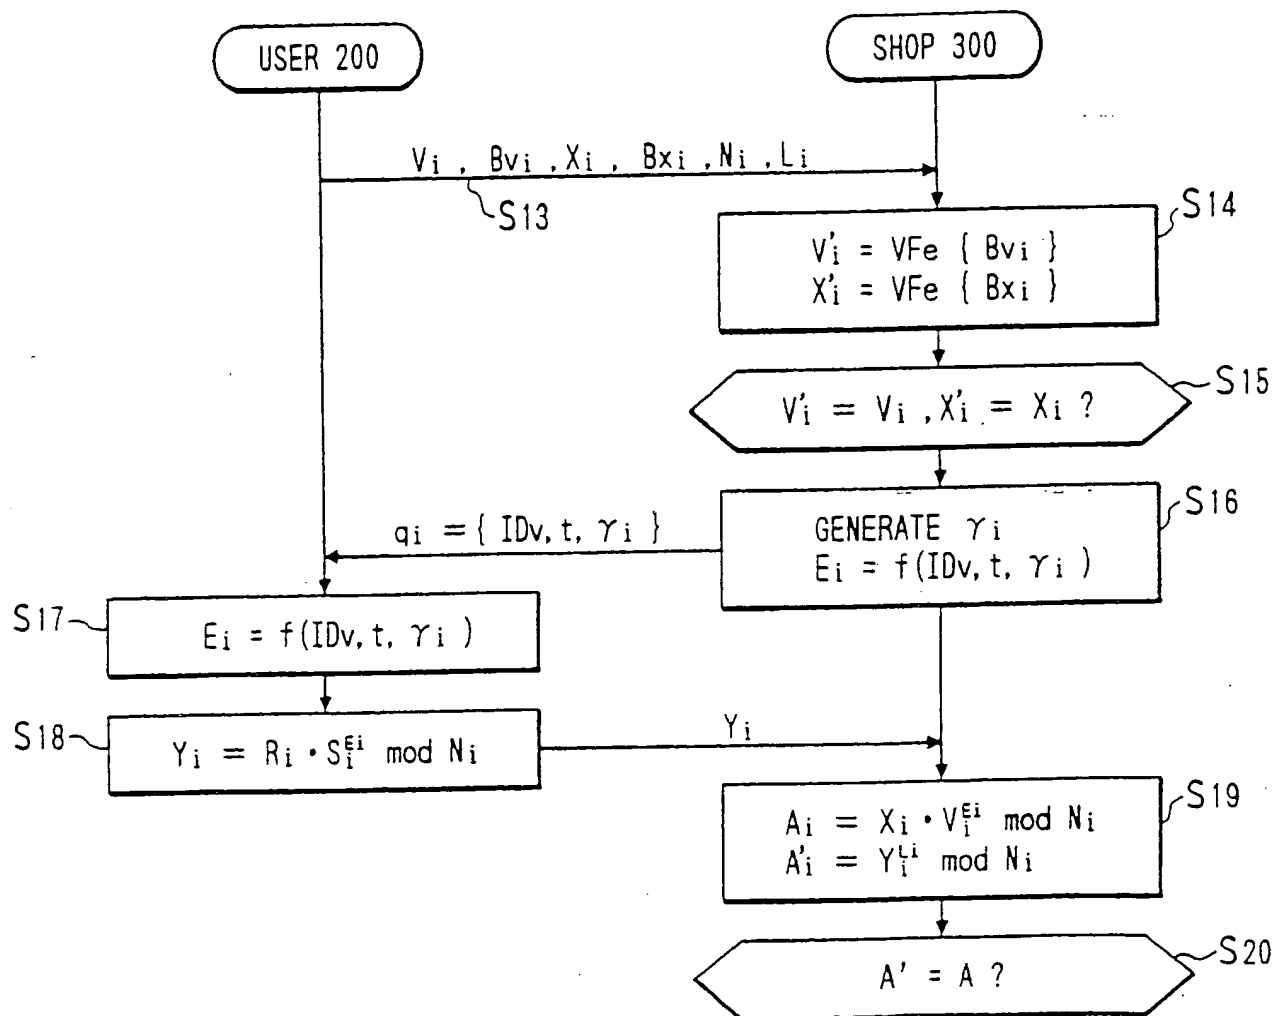 USER 200
SHOP 300
Vi , Bvi , Xi , Bxi , Ni , Li
S13
S14
V'i = VFe { Bvi }
X'i = VFe { Bxi }
S15
V'i = Vi , X'i = Xi ?
S16
qi = { IDv, t, γi }
GENERATE γi
Ei = f(IDv, t, γi )
S17
Ei = f(IDv, t, γi )
S18
Yi = Ri · Si^Ei mod Ni
Yi
S19
Ai = Xi · Vi^Ei mod Ni
A'i = Yi^Li mod Ni
S20
A' = A ?